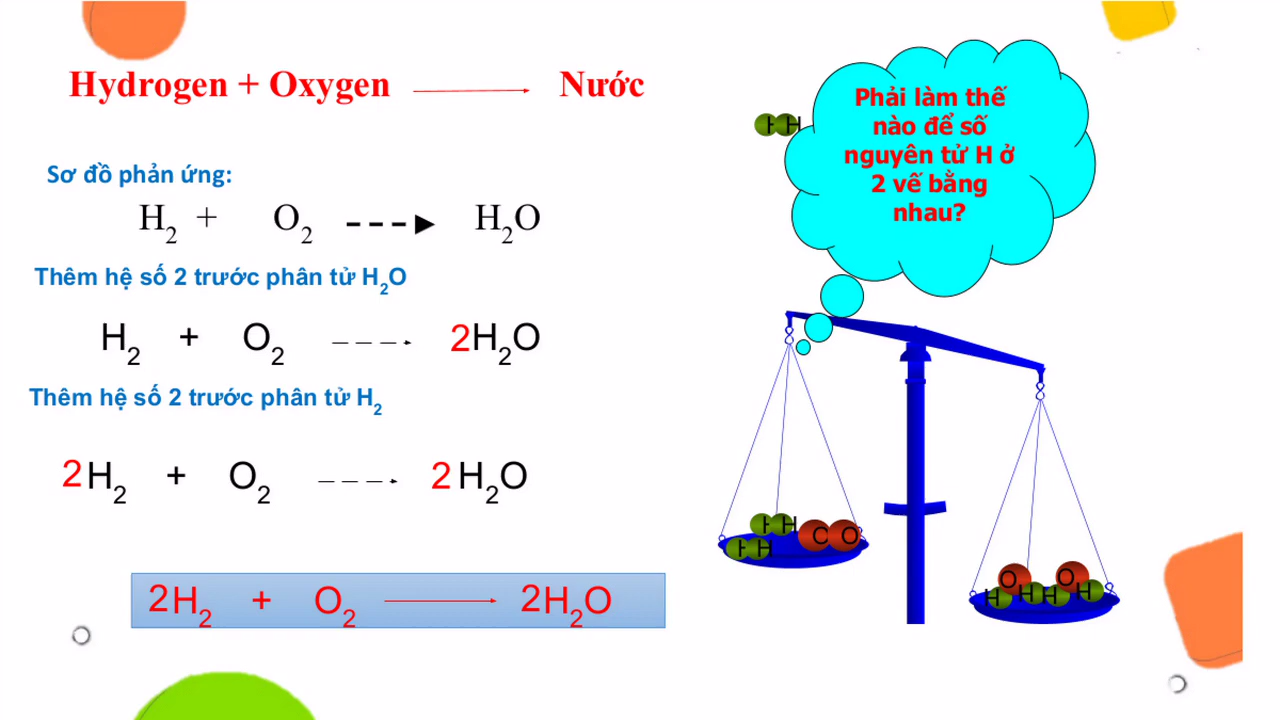 Hydrogen + Oxygen → Nước
Sơ đồ phản ứng:
H₂ + O₂ ---► H₂O
Thêm hệ số 2 trước phân tử H₂O
H₂ + O₂ ---→ 2H₂O
Thêm hệ số 2 trước phân tử H₂
2H₂ + O₂ ---→ 2H₂O
2H₂ + O₂ → 2H₂O
Phải làm thế
nào để số
nguyên tử H ở
2 vế bằng
nhau?
H H
H H O O
H H
O O
H H H H